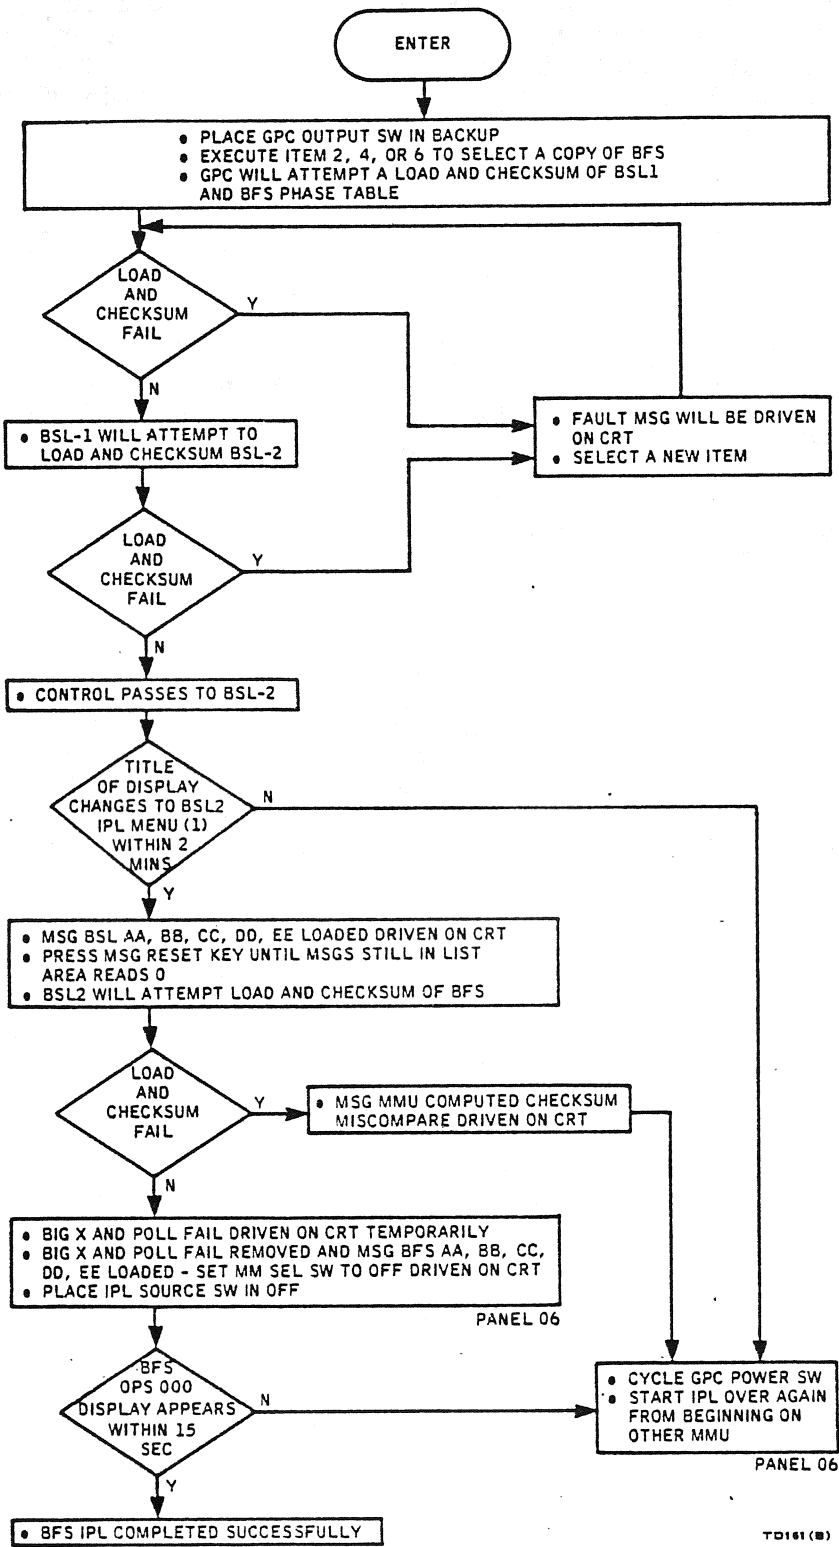 ENTER
• PLACE GPC OUTPUT SW IN BACKUP
• EXECUTE ITEM 2, 4, OR 6 TO SELECT A COPY OF BFS
• GPC WILL ATTEMPT A LOAD AND CHECKSUM OF BSL1
AND BFS PHASE TABLE
LOAD
AND
CHECKSUM
FAIL
Y
N
• FAULT MSG WILL BE DRIVEN
ON CRT
• SELECT A NEW ITEM
• BSL-1 WILL ATTEMPT TO
LOAD AND CHECKSUM BSL-2
LOAD
AND
CHECKSUM
FAIL
Y
N
• CONTROL PASSES TO BSL-2
TITLE
OF DISPLAY
CHANGES TO BSL2
IPL MENU (1)
WITHIN 2
MINS
N
Y
• MSG BSL AA, BB, CC, DD, EE LOADED DRIVEN ON CRT
• PRESS MSG RESET KEY UNTIL MSGS STILL IN LIST
AREA READS 0
• BSL2 WILL ATTEMPT LOAD AND CHECKSUM OF BFS
LOAD
AND
CHECKSUM
FAIL
Y
N
• MSG MMU COMPUTED CHECKSUM
MISCOMPARE DRIVEN ON CRT
• BIG X AND POLL FAIL DRIVEN ON CRT TEMPORARILY
• BIG X AND POLL FAIL REMOVED AND MSG BFS AA, BB, CC,
DD, EE LOADED - SET MM SEL SW TO OFF DRIVEN ON CRT
• PLACE IPL SOURCE SW IN OFF
PANEL 06
BFS
OPS 000
DISPLAY APPEARS
WITHIN 15
SEC
N
Y
• CYCLE GPC POWER SW
• START IPL OVER AGAIN
FROM BEGINNING ON
OTHER MMU
PANEL 06
• BFS IPL COMPLETED SUCCESSFULLY
TD161 (B)